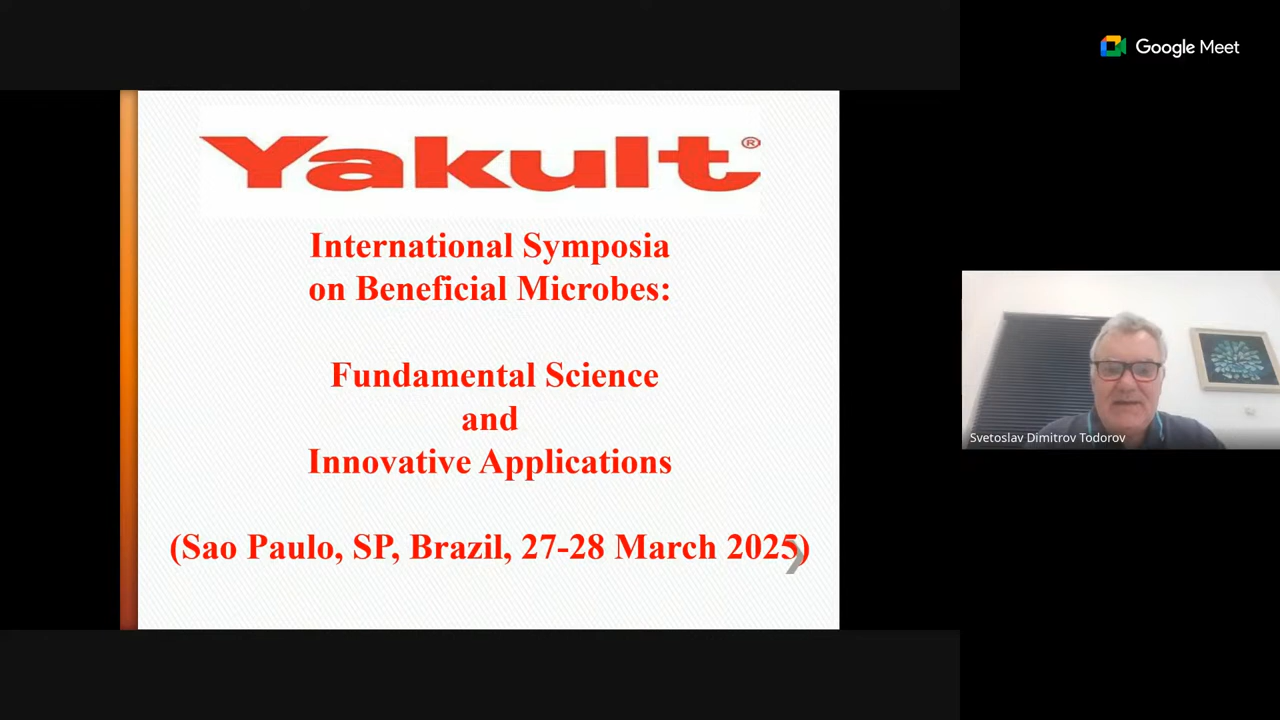 Google Meet
Yakult®
International Symposia
on Beneficial Microbes:
Fundamental Science
and
Innovative Applications
(Sao Paulo, SP, Brazil, 27-28 March 2025)
Svetoslav Dimitrov Todorov